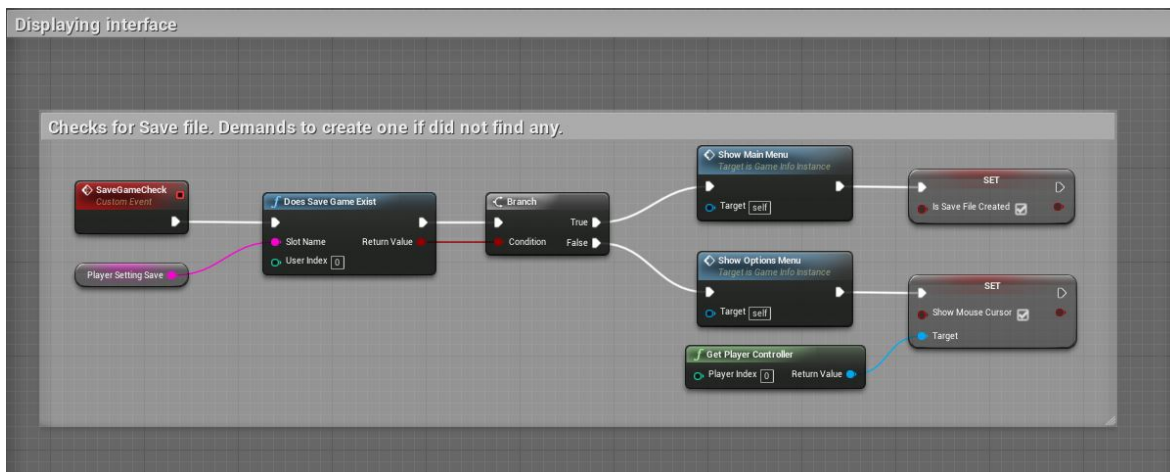 Displaying interface
Checks for Save file. Demands to create one if did not find any.
SaveGameCheck
Custom Event
Player Setting Save
f Does Save Game Exist
Slot Name Return Value
User Index 0
Branch
True
Condition False
Show Main Menu
Target is Game Info Instance
Target self
SET
Is Save File Created
Show Options Menu
Target is Game Info Instance
Target self
SET
Show Mouse Cursor
Target
f Get Player Controller
Player Index 0 Return Value